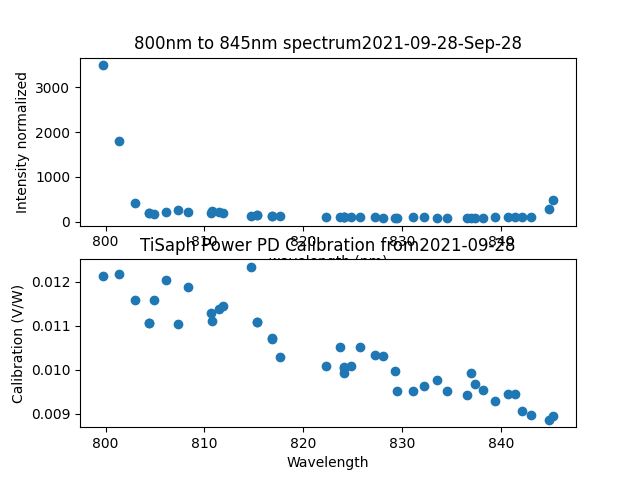 800nm to 845nm spectrum2021-09-28-Sep-28
Intensity normalized
3000
2000
1000
0
800 810 820 830 840
wavelength (nm)
TiSaph Power PD Calibration from2021-09-28
Calibration (V/W)
0.012
0.011
0.010
0.009
800 810 820 830 840
Wavelength